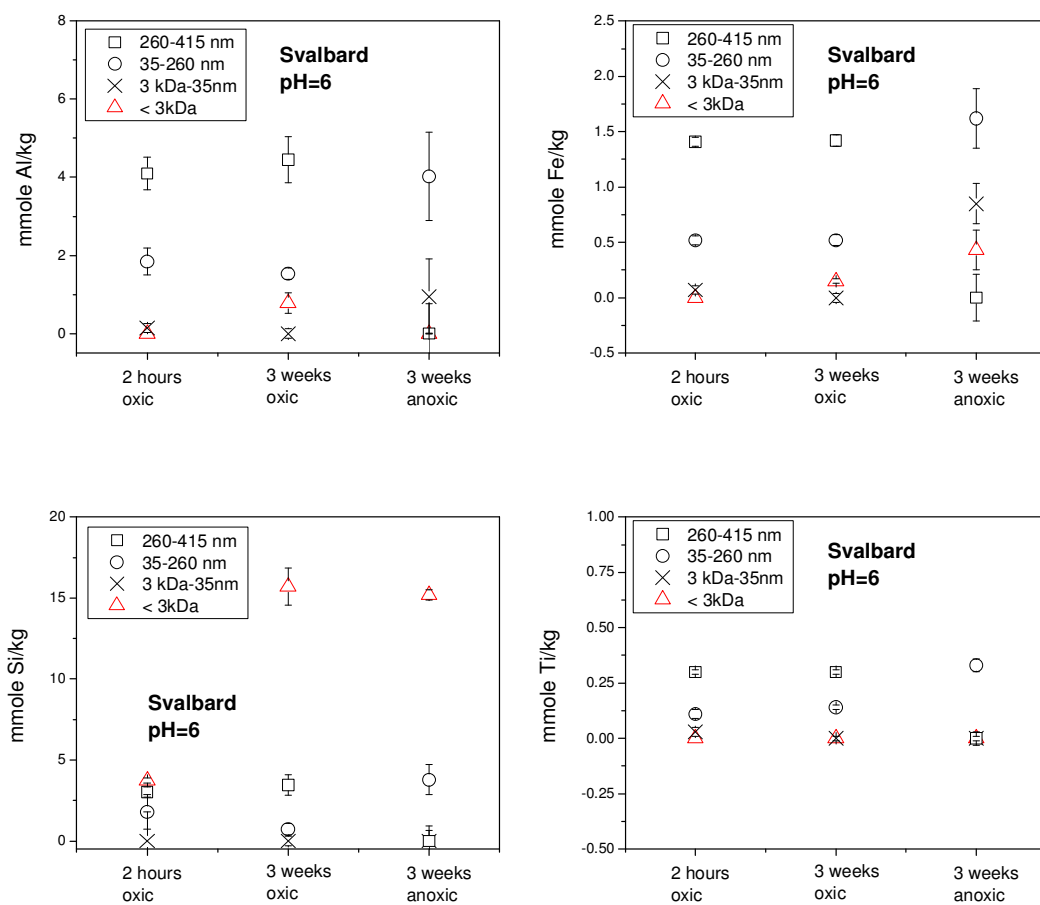 8
6
4
2
0
mmole Al/kg
260-415 nm
35-260 nm
3 kDa-35nm
< 3kDa
Svalbard
pH=6
2 hours
oxic
3 weeks
oxic
3 weeks
anoxic
2.5
2.0
1.5
1.0
0.5
0.0
-0.5
mmole Fe/kg
260-415 nm
35-260 nm
3 kDa-35nm
< 3kDa
Svalbard
pH=6
2 hours
oxic
3 weeks
oxic
3 weeks
anoxic
20
15
10
5
0
mmole Si/kg
260-415 nm
35-260 nm
3 kDa-35nm
< 3kDa
Svalbard
pH=6
2 hours
oxic
3 weeks
oxic
3 weeks
anoxic
1.00
0.75
0.50
0.25
0.00
-0.25
-0.50
mmole Ti/kg
260-415 nm
35-260 nm
3 kDa-35nm
< 3kDa
Svalbard
pH=6
2 hours
oxic
3 weeks
oxic
3 weeks
anoxic